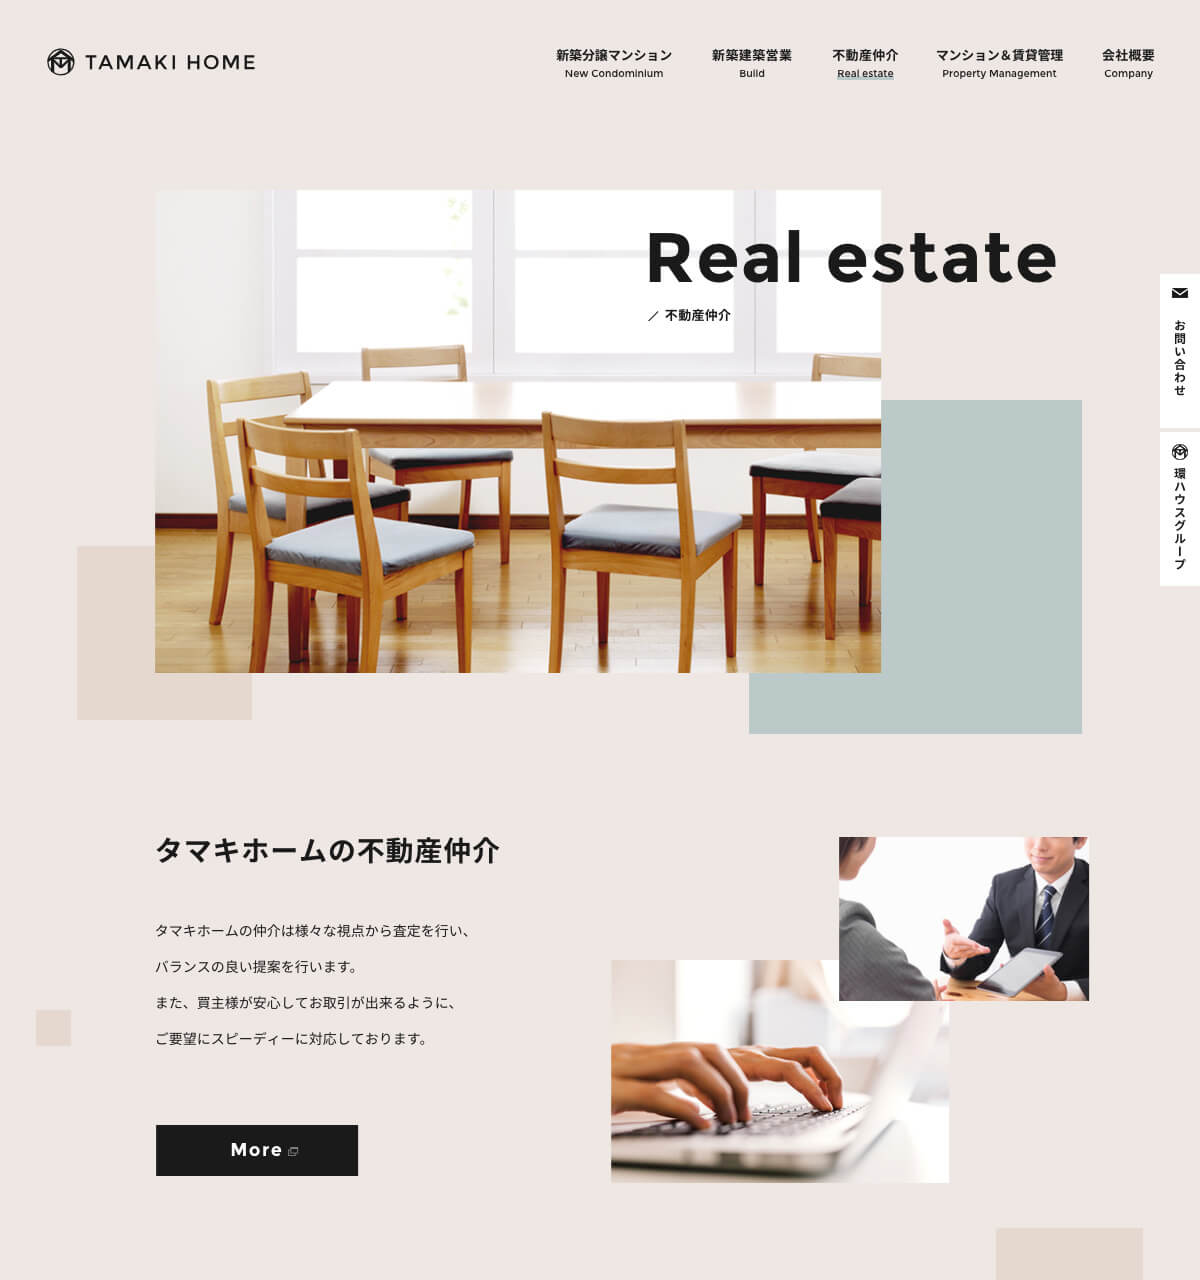 TAMAKI HOME
新築分譲マンション
New Condominium
新築建築営業
Build
不動産仲介
Real estate
マンション＆賃貸管理
Property Management
会社概要
Company
Real estate
／ 不動産仲介
お問い合わせ
環ハウスグループ
タマキホームの不動産仲介
タマキホームの仲介は様々な視点から査定を行い、
バランスの良い提案を行います。
また、買主様が安心してお取引が出来るように、
ご要望にスピーディーに対応しております。
More